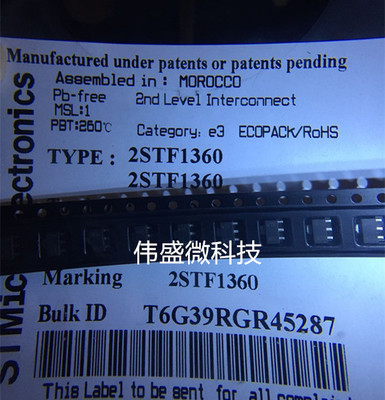 Manufactured under patents or patents pending
Assembled in : MOROCCO
Pb-free 2nd Level Interconnect
MSL:1
PBT:260℃ Category: e3 ECOPACK/RoHS
TYPE : 2STF1360
2STF1360
伟盛微科技
Marking 2STF1360
Bulk ID T6G39RGR45287
This Label to be sent for all